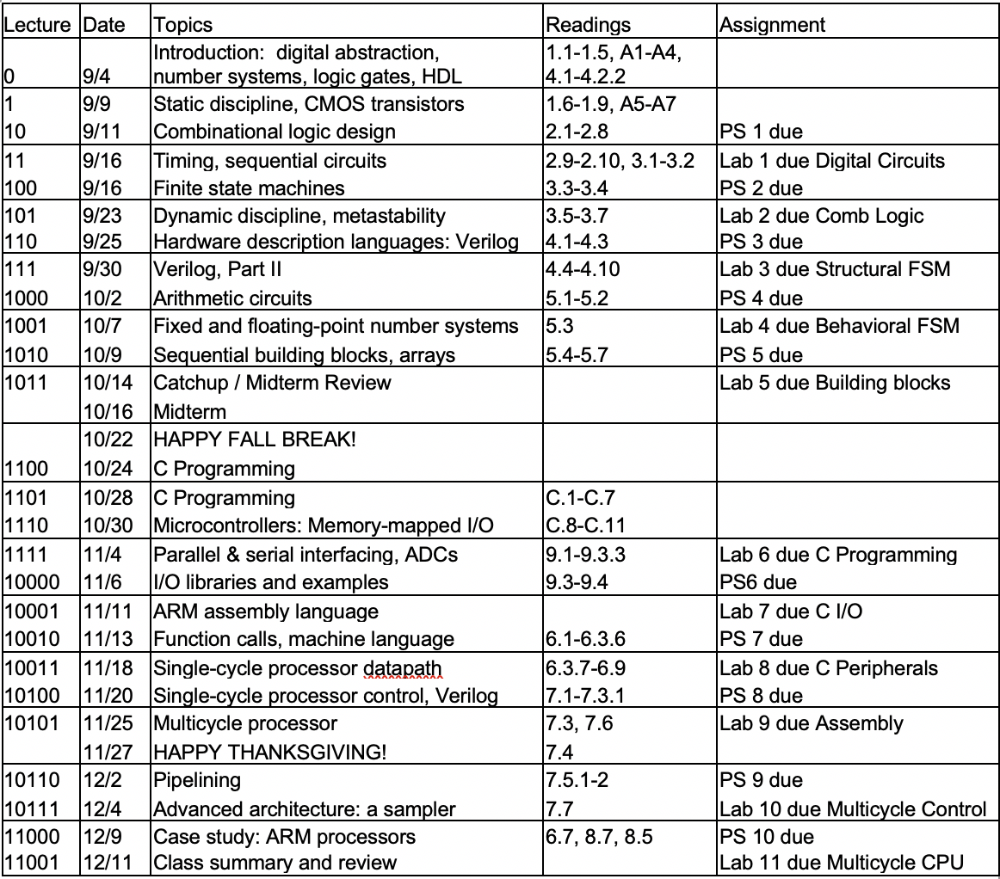 Lecture Date Topics Readings Assignment
Introduction: digital abstraction, 1.1-1.5, A1-A4,
0 9/4 number systems, logic gates, HDL 4.1-4.2.2
1 9/9 Static discipline, CMOS transistors 1.6-1.9, A5-A7
10 9/11 Combinational logic design 2.1-2.8 PS 1 due
11 9/16 Timing, sequential circuits 2.9-2.10, 3.1-3.2 Lab 1 due Digital Circuits
100 9/16 Finite state machines 3.3-3.4 PS 2 due
101 9/23 Dynamic discipline, metastability 3.5-3.7 Lab 2 due Comb Logic
110 9/25 Hardware description languages: Verilog 4.1-4.3 PS 3 due
111 9/30 Verilog, Part II 4.4-4.10 Lab 3 due Structural FSM
1000 10/2 Arithmetic circuits 5.1-5.2 PS 4 due
1001 10/7 Fixed and floating-point number systems 5.3 Lab 4 due Behavioral FSM
1010 10/9 Sequential building blocks, arrays 5.4-5.7 PS 5 due
1011 10/14 Catchup / Midterm Review Lab 5 due Building blocks
10/16 Midterm
10/22 HAPPY FALL BREAK!
1100 10/24 C Programming
1101 10/28 C Programming C.1-C.7
1110 10/30 Microcontrollers: Memory-mapped I/O C.8-C.11
1111 11/4 Parallel & serial interfacing, ADCs 9.1-9.3.3 Lab 6 due C Programming
10000 11/6 I/O libraries and examples 9.3-9.4 PS6 due
10001 11/11 ARM assembly language Lab 7 due C I/O
10010 11/13 Function calls, machine language 6.1-6.3.6 PS 7 due
10011 11/18 Single-cycle processor datapath 6.3.7-6.9 Lab 8 due C Peripherals
10100 11/20 Single-cycle processor control, Verilog 7.1-7.3.1 PS 8 due
10101 11/25 Multicycle processor 7.3, 7.6 Lab 9 due Assembly
11/27 HAPPY THANKSGIVING! 7.4
10110 12/2 Pipelining 7.5.1-2 PS 9 due
10111 12/4 Advanced architecture: a sampler 7.7 Lab 10 due Multicycle Control
11000 12/9 Case study: ARM processors 6.7, 8.7, 8.5 PS 10 due
11001 12/11 Class summary and review Lab 11 due Multicycle CPU